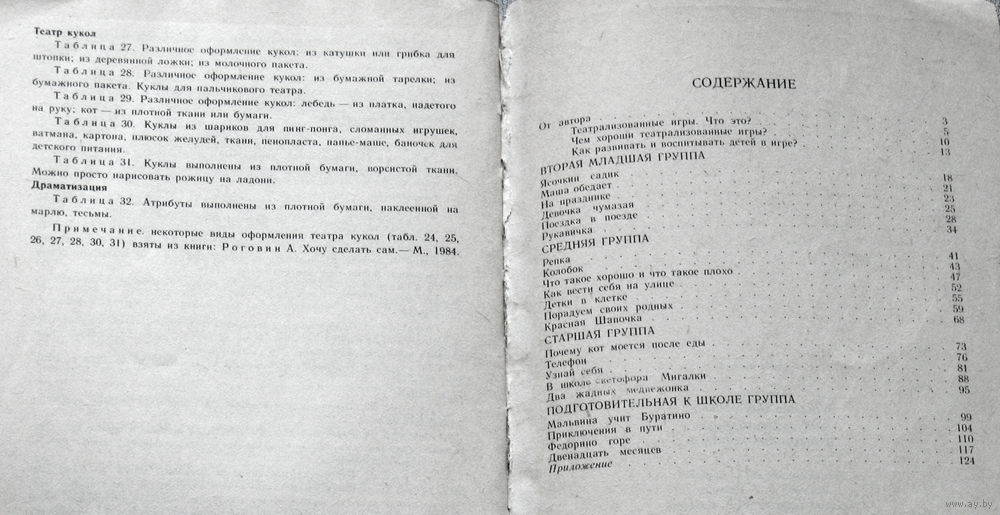 Театр кукол
Таблица 27. Различное оформление кукол: из катушки или грибка для
штопки; из деревянной ложки; из молочного пакета.
Таблица 28. Различное оформление кукол: из бумажной тарелки; из
бумажного пакета. Куклы для пальчикового театра.
Таблица 29. Различное оформление кукол: лебедь — из платка, надетого
на руку; кот — из плотной ткани или бумаги.
Таблица 30. Куклы из шариков для пинг-понга, сломанных игрушек,
ватмана, картона, плюсок желудей, ткани, пенопласта, папье-маше, баночек для
детского питания.
Таблица 31. Куклы выполнены из плотной бумаги, ворсистой ткани.
Можно просто нарисовать рожицу на ладони.
Драматизация
Таблица 32. Атрибуты выполнены из плотной бумаги, наклеенной на
марлю, тесьмы.
Примечание. некоторые виды оформления театра кукол (табл. 24, 25,
26, 27, 28, 30, 31) взяты из книги: Роговин А. Хочу сделать сам.— М., 1984.
СОДЕРЖАНИЕ
От автора 3
Театрализованные игры. Что это? 5
Чем хороши театрализованные игры? 10
Как развивать и воспитывать детей в игре? 13
ВТОРАЯ МЛАДШАЯ ГРУППА
Ясочкин садик 18
Маша обедает 21
На празднике 23
Девочка чумазая 25
Поездка в поезде 28
Рукавичка 34
СРЕДНЯЯ ГРУППА
Репка 41
Колобок 43
Что такое хорошо и что такое плохо 47
Как вести себя на улице 52
Детки в клетке 55
Порадуем своих родных 59
Красная Шапочка 68
СТАРШАЯ ГРУППА
Почему кот моется после еды 73
Телефон 76
Узнай себя 81
В школе светофора Мигалки 88
Два жадных медвежонка 95
ПОДГОТОВИТЕЛЬНАЯ К ШКОЛЕ ГРУППА
Мальвина учит Буратино 99
Приключения в пути 104
Федорино горе 110
Двенадцать месяцев 117
Приложение 124
www.ay.by